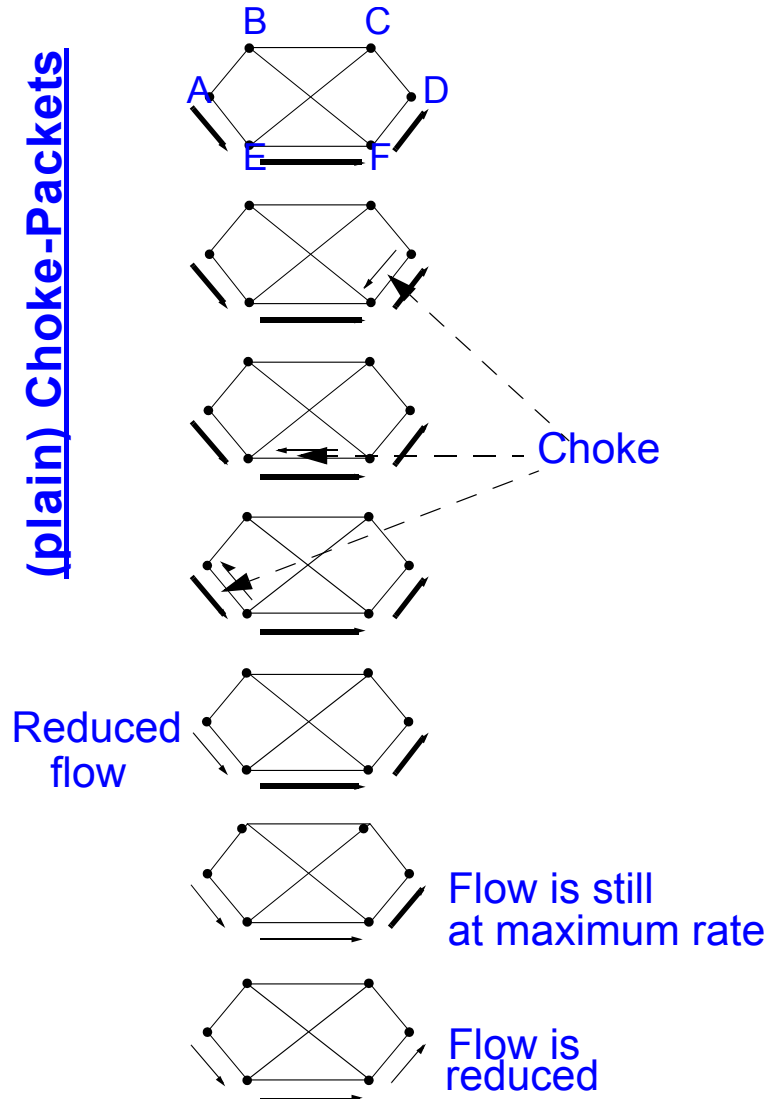 (plain) Choke-Packets
B C
A D
E F
Choke
Reduced
flow
Flow is still
at maximum rate
Flow is
reduced